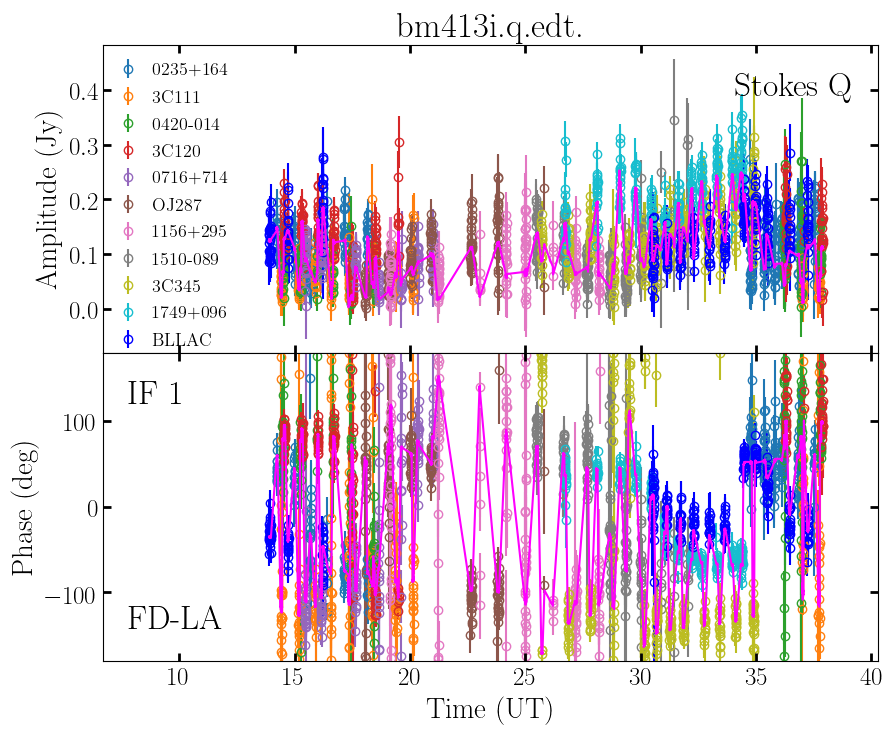 bm413i.q.edt.
Stokes Q
0235+164
3C111
0420-014
3C120
0716+714
OJ287
1156+295
1510-089
3C345
1749+096
BLLAC
Amplitude (Jy)
0.4
0.3
0.2
0.1
0.0
IF 1
FD-LA
Phase (deg)
100
0
−100
10
15
20
25
30
35
40
Time (UT)